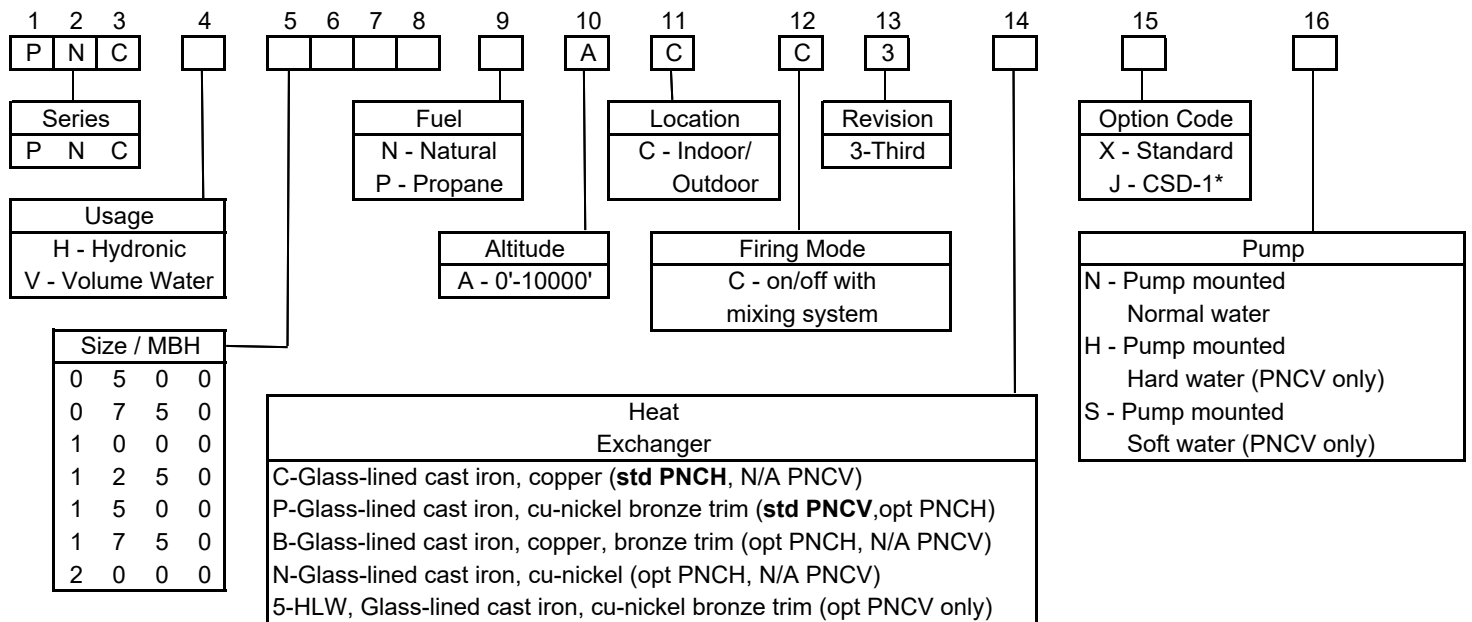 1 2 3 4 5 6 7 8 9 10 11 12 13 14 15 16
P N C A C C 3
Series
P N C
Usage
H - Hydronic
V - Volume Water
Size / MBH
0 5 0 0
0 7 5 0
1 0 0 0
1 2 5 0
1 5 0 0
1 7 5 0
2 0 0 0
Fuel
N - Natural
P - Propane
Altitude
A - 0'-10000'
Location
C - Indoor/
Outdoor
Firing Mode
C - on/off with
mixing system
Revision
3-Third
Heat
Exchanger
C-Glass-lined cast iron, copper (std PNCH, N/A PNCV)
P-Glass-lined cast iron, cu-nickel bronze trim (std PNCV,opt PNCH)
B-Glass-lined cast iron, copper, bronze trim (opt PNCH, N/A PNCV)
N-Glass-lined cast iron, cu-nickel (opt PNCH, N/A PNCV)
5-HLW, Glass-lined cast iron, cu-nickel bronze trim (opt PNCV only)
Option Code
X - Standard
J - CSD-1*
Pump
N - Pump mounted
Normal water
H - Pump mounted
Hard water (PNCV only)
S - Pump mounted
Soft water (PNCV only)